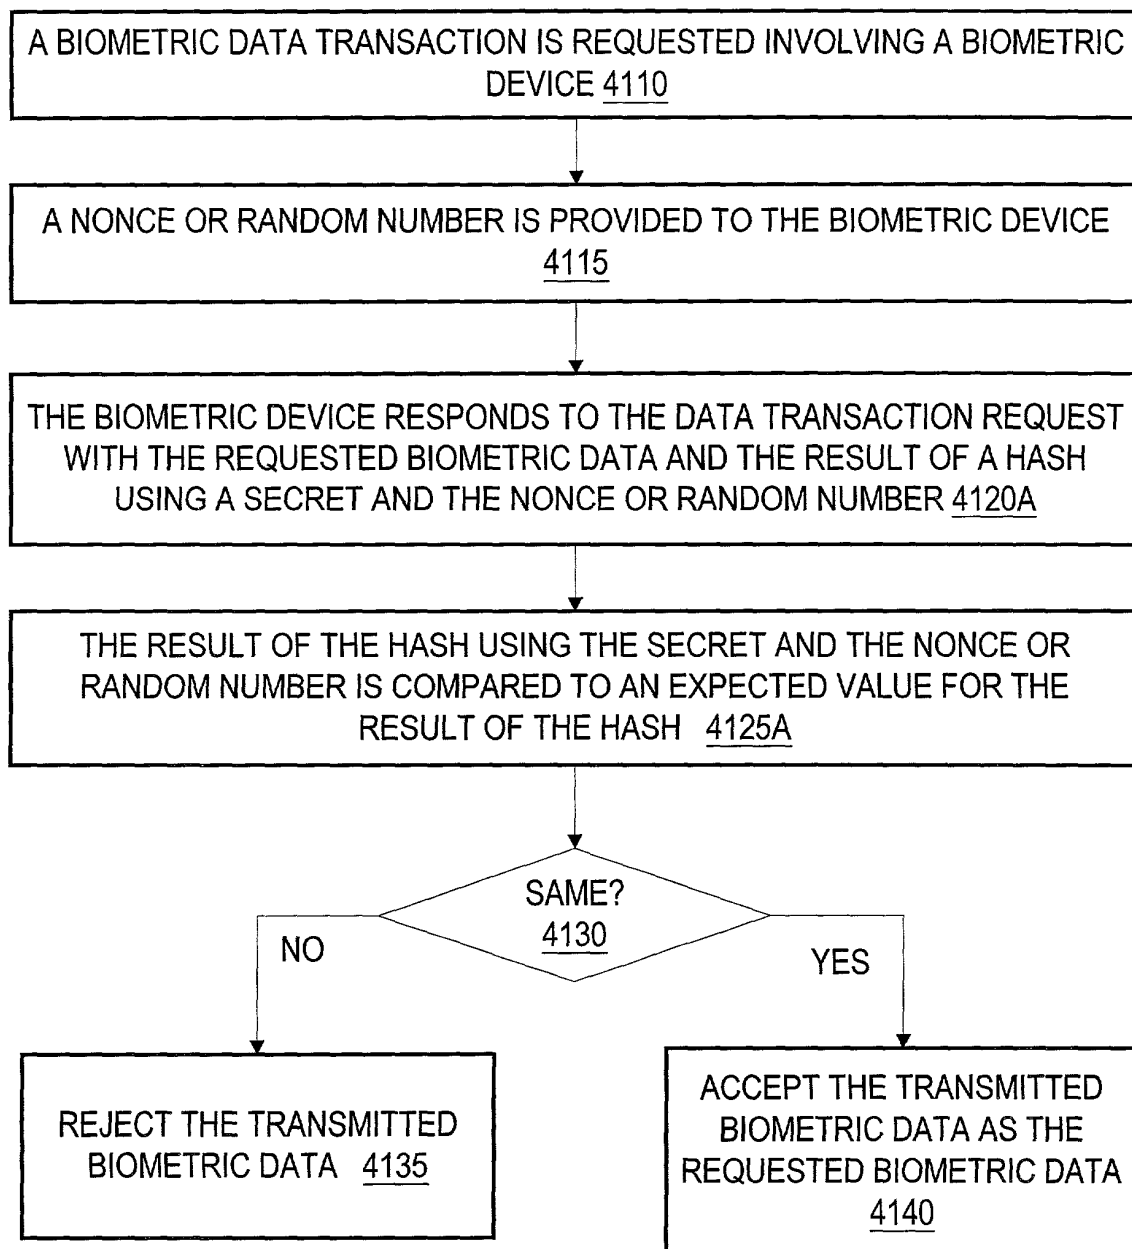 A BIOMETRIC DATA TRANSACTION IS REQUESTED INVOLVING A BIOMETRIC
DEVICE 4110
A NONCE OR RANDOM NUMBER IS PROVIDED TO THE BIOMETRIC DEVICE
4115
THE BIOMETRIC DEVICE RESPONDS TO THE DATA TRANSACTION REQUEST
WITH THE REQUESTED BIOMETRIC DATA AND THE RESULT OF A HASH
USING A SECRET AND THE NONCE OR RANDOM NUMBER 4120A
THE RESULT OF THE HASH USING THE SECRET AND THE NONCE OR
RANDOM NUMBER IS COMPARED TO AN EXPECTED VALUE FOR THE
RESULT OF THE HASH 4125A
SAME?
4130
NO
YES
REJECT THE TRANSMITTED
BIOMETRIC DATA 4135
ACCEPT THE TRANSMITTED
BIOMETRIC DATA AS THE
REQUESTED BIOMETRIC DATA
4140